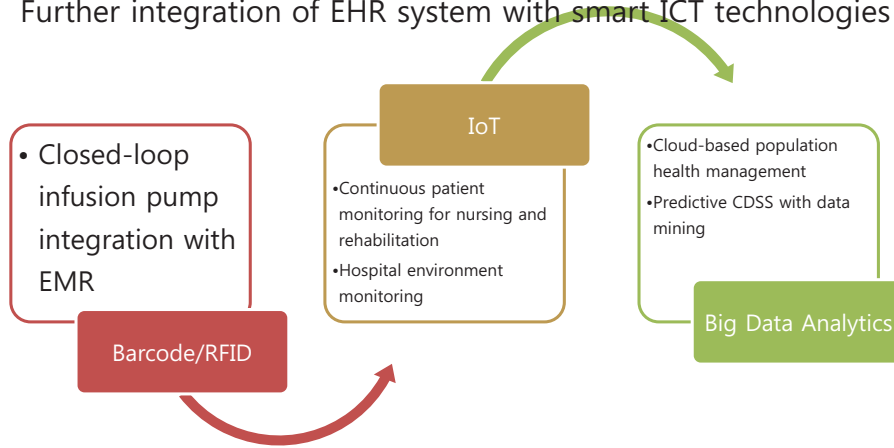 Further integration of EHR system with smart ICT technologies
• Closed-loop
infusion pump
integration with
EMR
Barcode/RFID
IoT
•Continuous patient
monitoring for nursing and
rehabilitation
•Hospital environment
monitoring
•Cloud-based population
health management
•Predictive CDSS with data
mining
Big Data Analytics